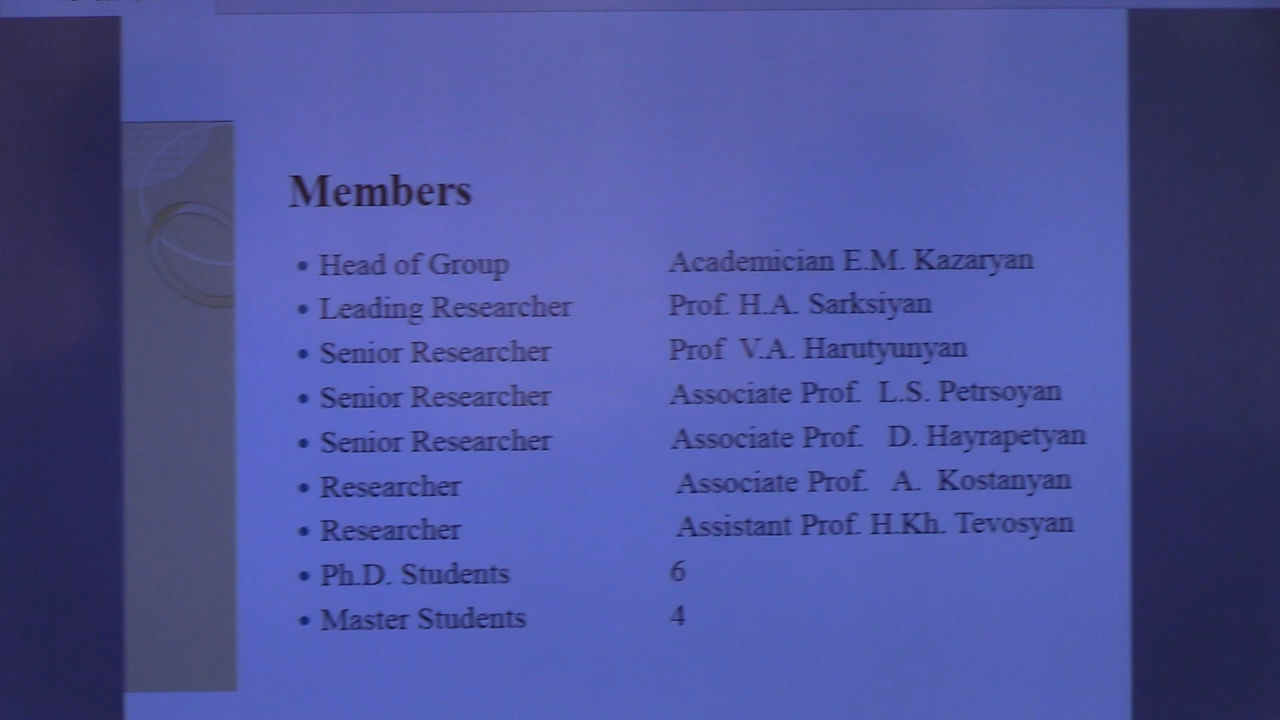 Members
• Head of Group Academician E.M. Kazaryan
• Leading Researcher Prof. H.A. Sarksiyan
• Senior Researcher Prof V.A. Harutyunyan
• Senior Researcher Associate Prof. L.S. Petrsoyan
• Senior Researcher Associate Prof. D. Hayrapetyan
• Researcher Associate Prof. A. Kostanyan
• Researcher Assistant Prof. H.Kh. Tevosyan
• Ph.D. Students 6
• Master Students 4